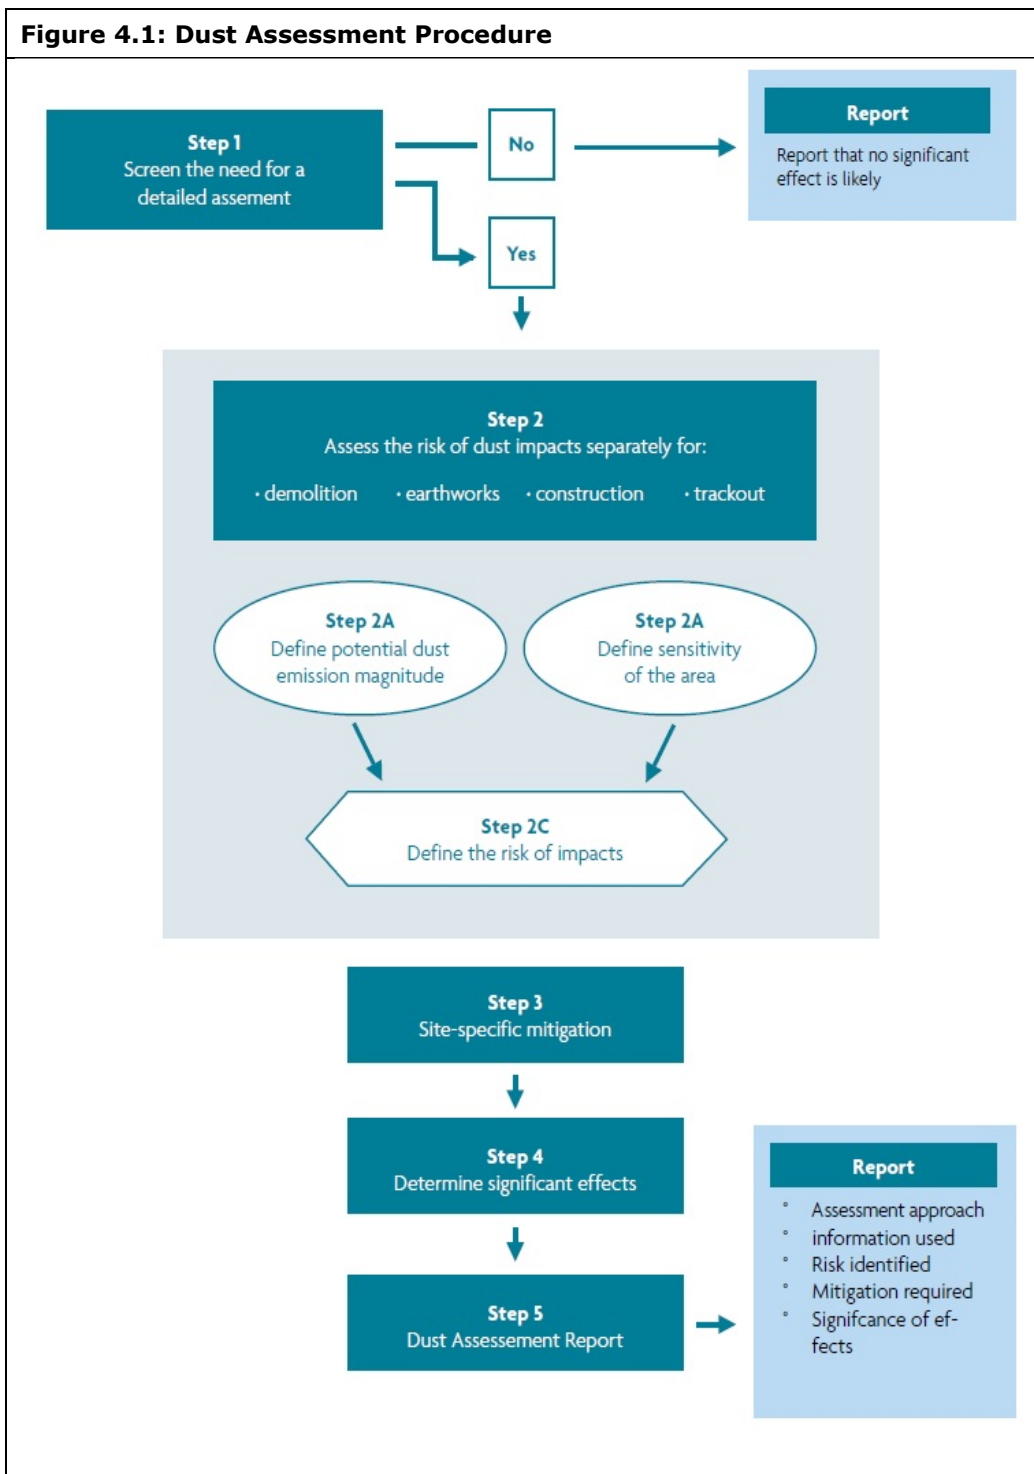 Figure 4.1: Dust Assessment Procedure
Step 1
Screen the need for a
detailed assement
No
Report
Report that no significant
effect is likely
Yes
Step 2
Assess the risk of dust impacts separately for:
· demolition · earthworks · construction · trackout
Step 2A
Define potential dust
emission magnitude
Step 2A
Define sensitivity
of the area
Step 2C
Define the risk of impacts
Step 3
Site-specific mitigation
Step 4
Determine significant effects
Step 5
Dust Assessement Report
Report
° Assessment approach
° information used
° Risk identified
° Mitigation required
° Signifcance of ef-
fects